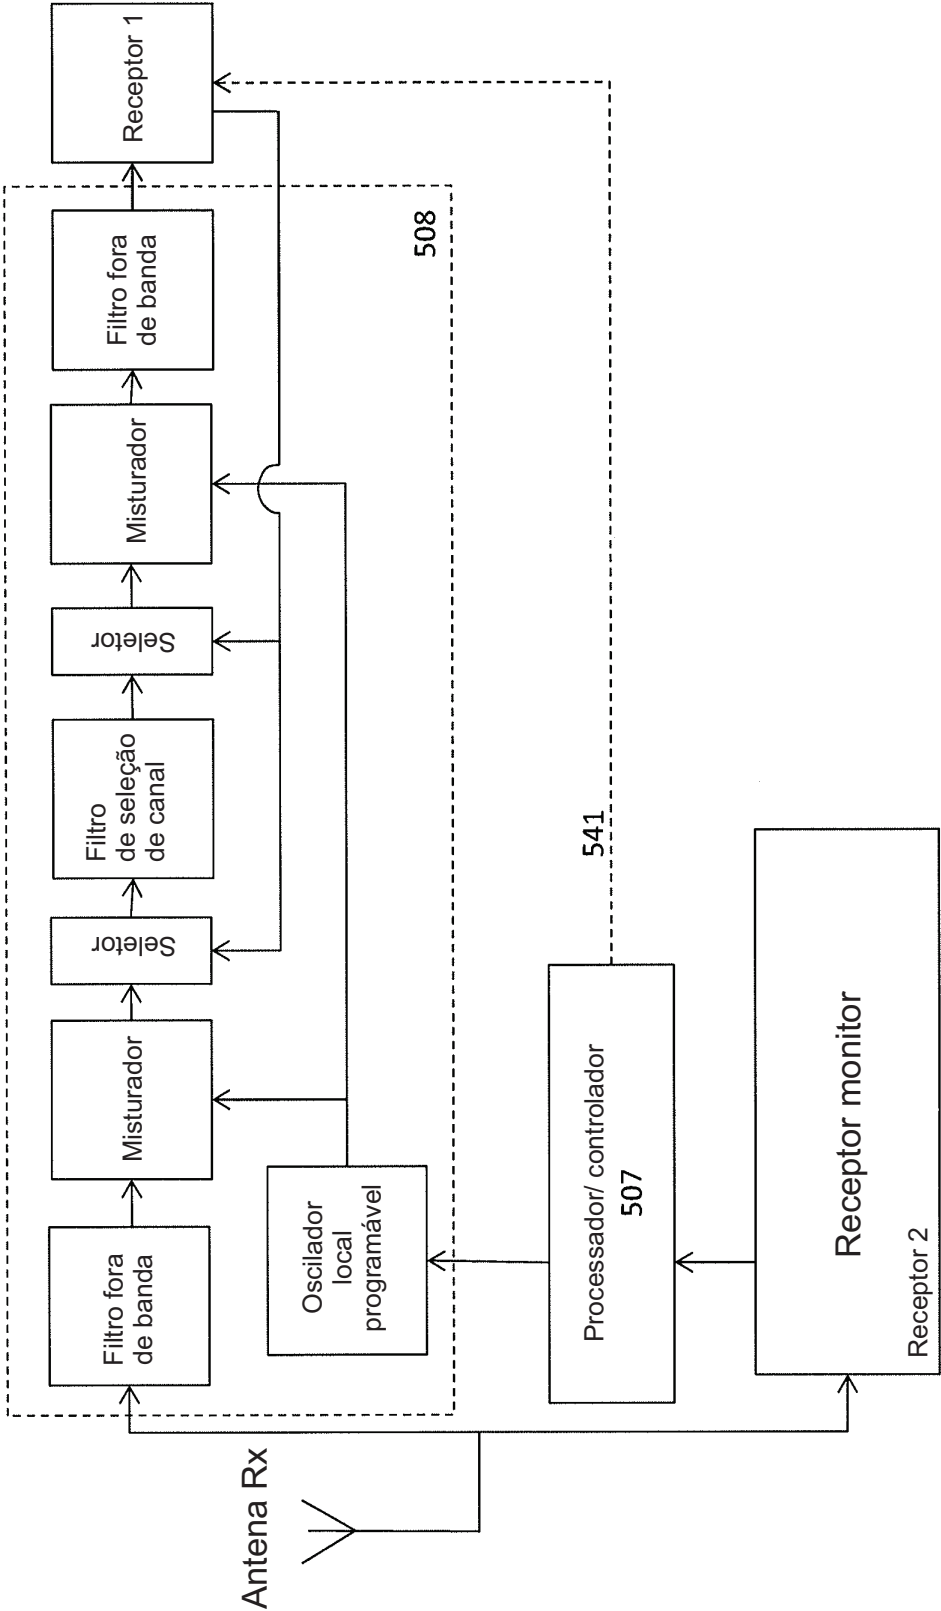 Antena Rx
Filtro fora
de banda
Misturador
Seletor
Filtro
de seleção
de canal
Seletor
Misturador
Filtro fora
de banda
Receptor 1
508
Oscilador
local
programável
Processador/ controlador
507
541
Receptor monitor
Receptor 2